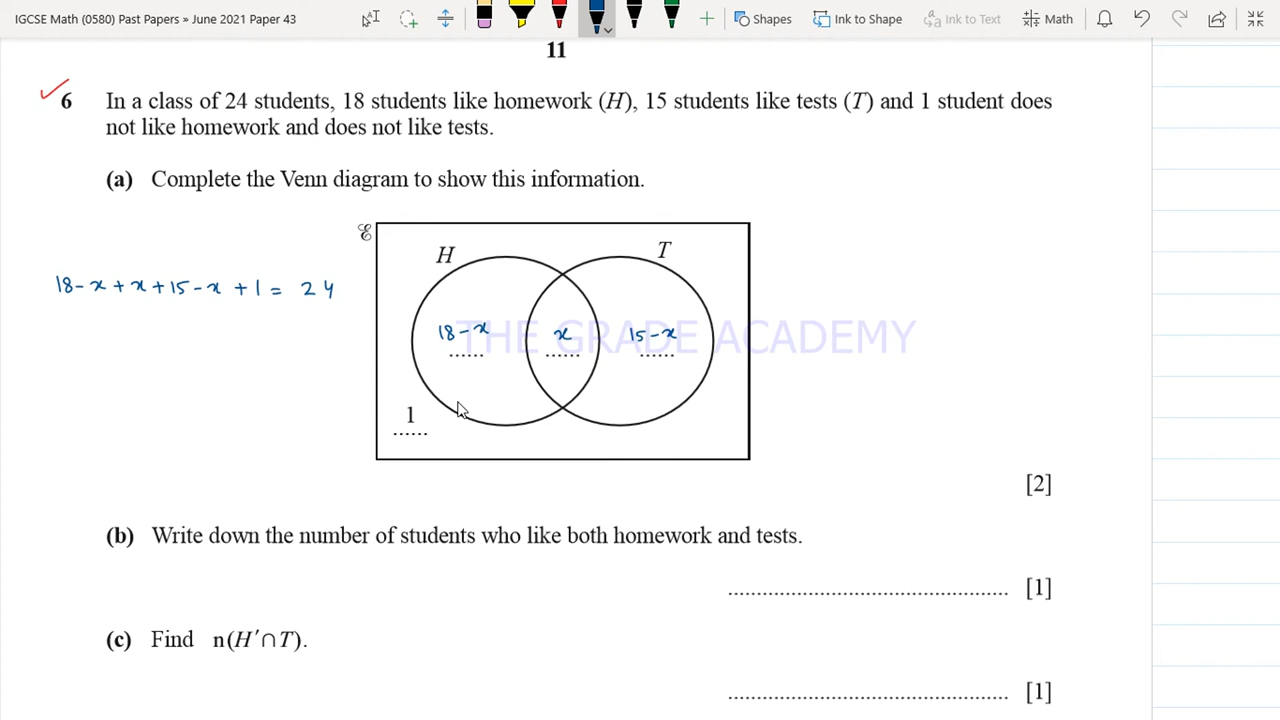 IGCSE Math (0580) Past Papers » June 2021 Paper 43
Shapes
Ink to Shape
Ink to Text
Math
11
6 In a class of 24 students, 18 students like homework (H), 15 students like tests (T) and 1 student does
not like homework and does not like tests.
(a) Complete the Venn diagram to show this information.
ℰ
H
T
18-x+x+15-x+1= 24
18-x
x
15-x
THE GRADE ACADEMY
...... ...... ......
1
......
[2]
(b) Write down the number of students who like both homework and tests.
.................................................. [1]
(c) Find n(H′∩T).
.................................................. [1]